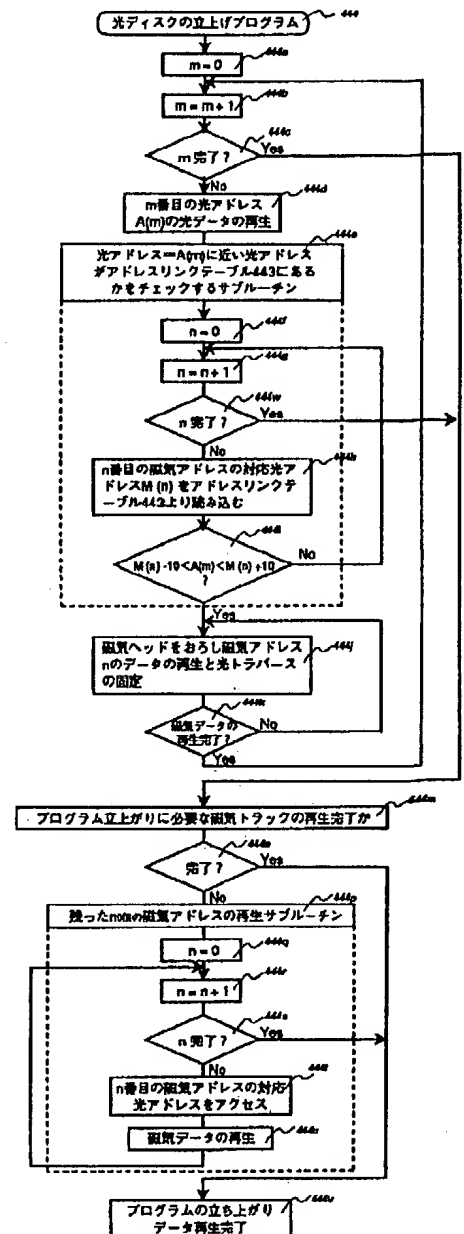 光ディスクの立上げプログラム
444
m=0
444a
m=m+1
444b
m 完了?
444c
Yes
No
444d
m番目の光アドレス
A(m)の光データの再生
444e
光アドレス=A(m)に近い光アドレス
がアドレスリンクテーブル443にある
かをチェックするサブルーチン
n=0
444f
n=n+1
444g
n 完了?
444w
Yes
No
444h
n番目の磁気アドレスの対応光ア
ドレスM(n)をアドレスリンクテ
ーブル443より読み込む
444i
M(n)-10<A(m)<M(n)+10
?
No
Yes
磁気ヘッドをおろし磁気アドレス
nのデータの再生と光トラバース
の固定
444j
444k
磁気データの
再生完了?
No
Yes
444m
プログラム立上がりに必要な磁気トラックの再生完了か
444n
完了?
Yes
No
444p
残った の磁気アドレスの再生サブルーチン
n=0
444q
n=n+1
444r
n 完了?
444s
Yes
No
n番目の磁気アドレスの対応
光アドレスをアクセス
444t
磁気データの再生
444u
プログラムの立ち上がり
データ再生完了
444v